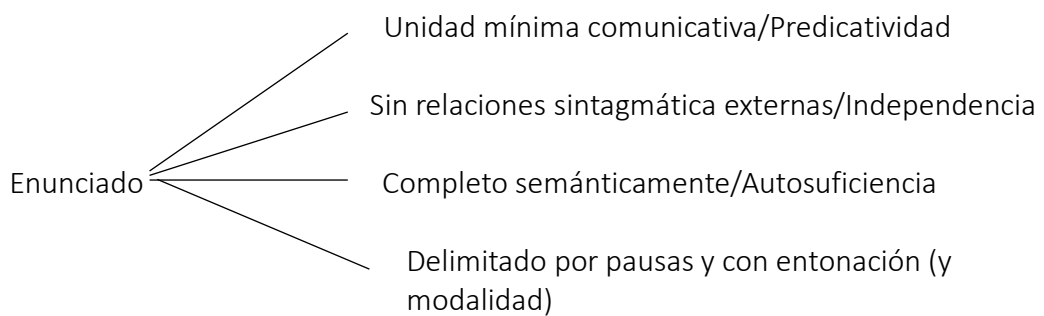 Unidad mínima comunicativa/Predicatividad
Sin relaciones sintagmática externas/Independencia
Enunciado
Completo semánticamente/Autosuficiencia
Delimitado por pausas y con entonación (y
modalidad)